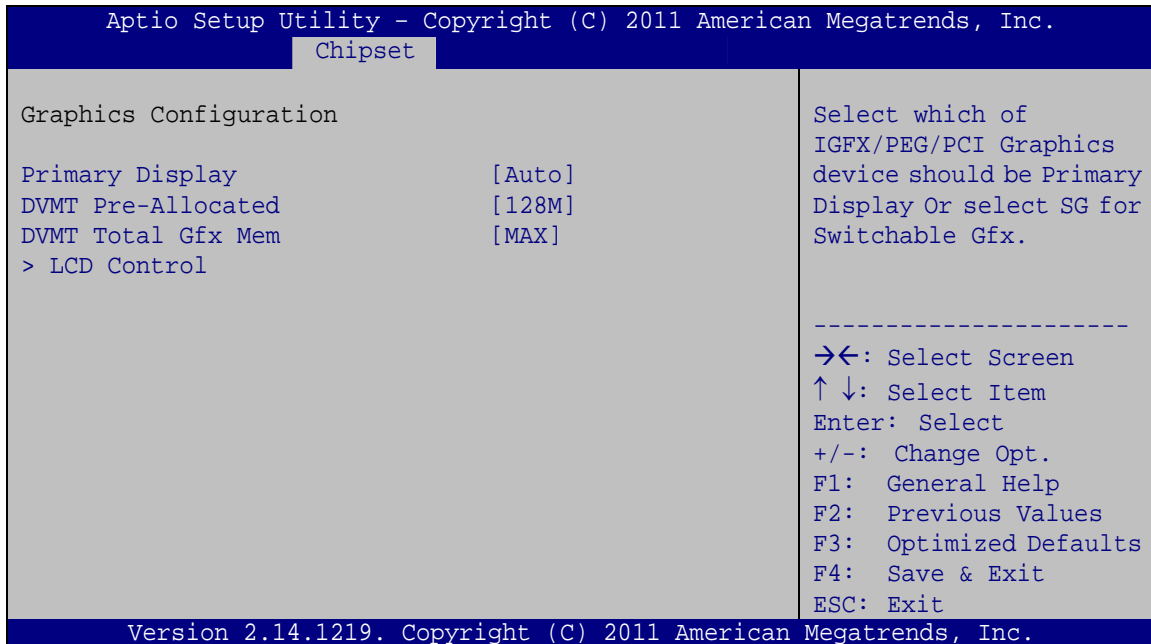 Aptio Setup Utility – Copyright (C) 2011 American Megatrends, Inc.
Chipset
Graphics Configuration
Primary Display [Auto]
DVMT Pre-Allocated [128M]
DVMT Total Gfx Mem [MAX]
> LCD Control
Select which of
IGFX/PEG/PCI Graphics
device should be Primary
Display Or select SG for
Switchable Gfx.
----------------------
→←: Select Screen
↑ ↓: Select Item
Enter: Select
+/-: Change Opt.
F1: General Help
F2: Previous Values
F3: Optimized Defaults
F4: Save & Exit
ESC: Exit
Version 2.14.1219. Copyright (C) 2011 American Megatrends, Inc.